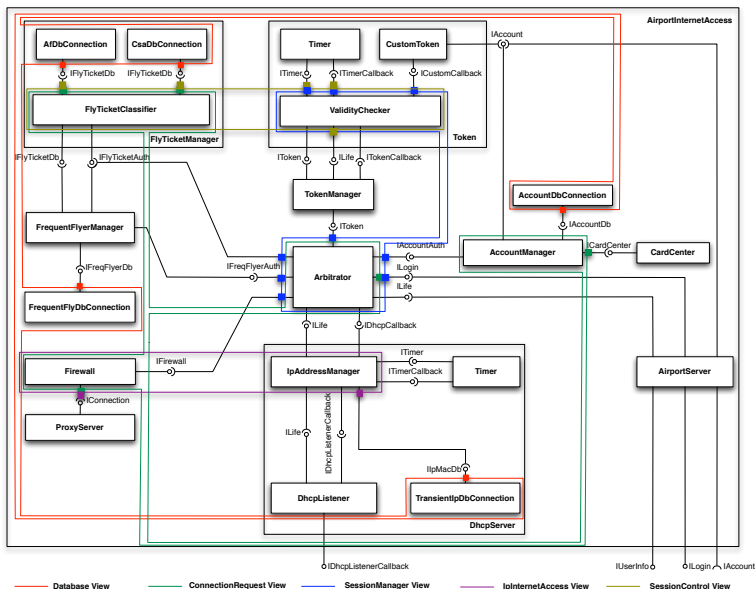 AirportInternetAccess
IAccount
AfDbConnection
CsaDbConnection
Timer
CustomToken
IFlyTicketDb
IFlyTicketDb
ITimer
ITimerCallback
ICustomCallback
FlyTicketClassifier
ValidityChecker
FlyTicketManager
Token
IFlyTicketDb
IFlyTicketAuth
IToken
ILife
ITokenCallback
TokenManager
AccountDbConnection
FrequentFlyerManager
IToken
IAccountDb
IAccountAuth
AccountManager
ICardCenter
CardCenter
IFreqFlyerDb
IFreqFlyerAuth
Arbitrator
ILogin
ILife
FrequentFlyDbConnection
ILife
IDhcpCallback
Firewall
IFirewall
IpAddressManager
ITimer
ITimerCallback
Timer
AirportServer
IConnection
ProxyServer
ILife
IDhcpListenerCallback
IIpMacDb
DhcpListener
TransientIpDbConnection
DhcpServer
IDhcpListenerCallback
IUserInfo
ILogin
IAccount
Database View
ConnectionRequest View
SessionManager View
IpInternetAccess View
SessionControl View